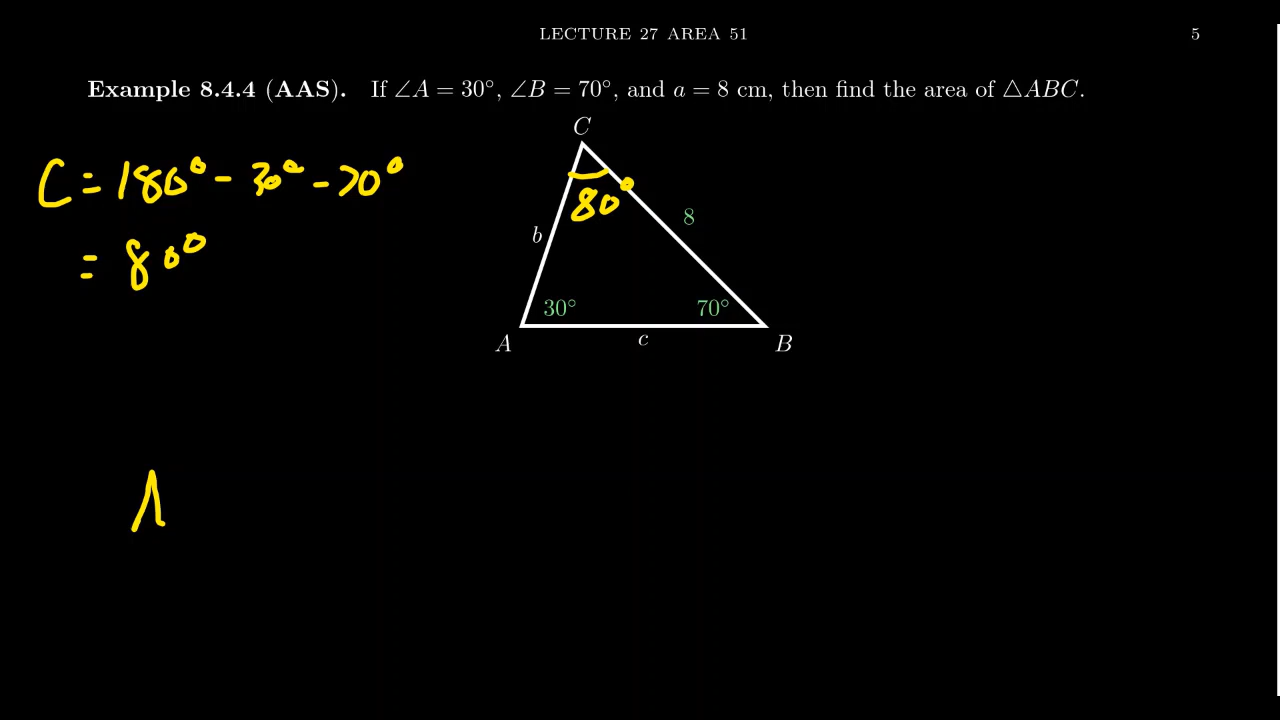 LECTURE 27 AREA 51 5
Example 8.4.4 (AAS). If ∠A = 30°, ∠B = 70°, and a = 8 cm, then find the area of △ABC.
C
C = 180° - 30° - 70°
80°
8
b
= 80°
30° 70°
A c B
A